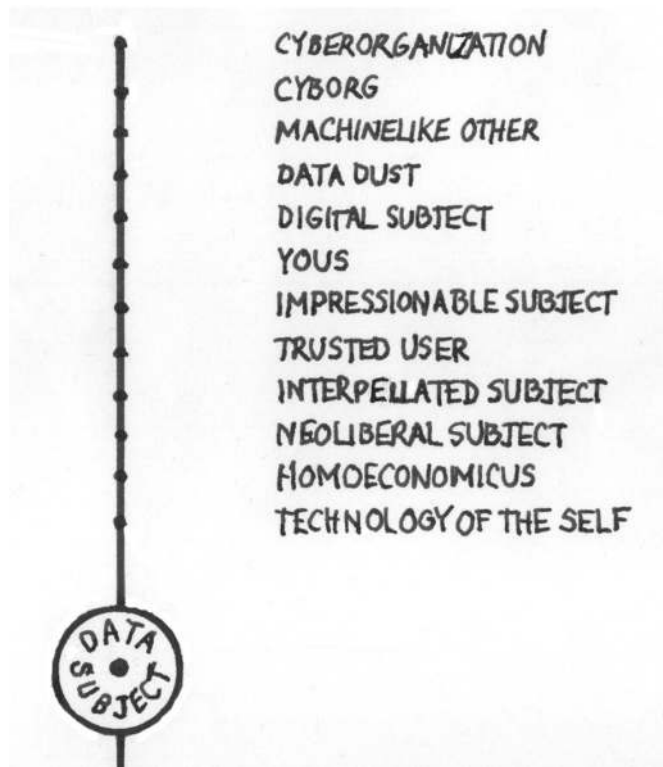 CYBERORGANIZATION
CYBORG
MACHINELIKE OTHER
DATA DUST
DIGITAL SUBJECT
YOUS
IMPRESSIONABLE SUBJECT
TRUSTED USER
INTERPELLATED SUBJECT
NEOLIBERAL SUBJECT
HOMOECONOMICUS
TECHNOLOGY OF THE SELF
DATA
SUBJECT